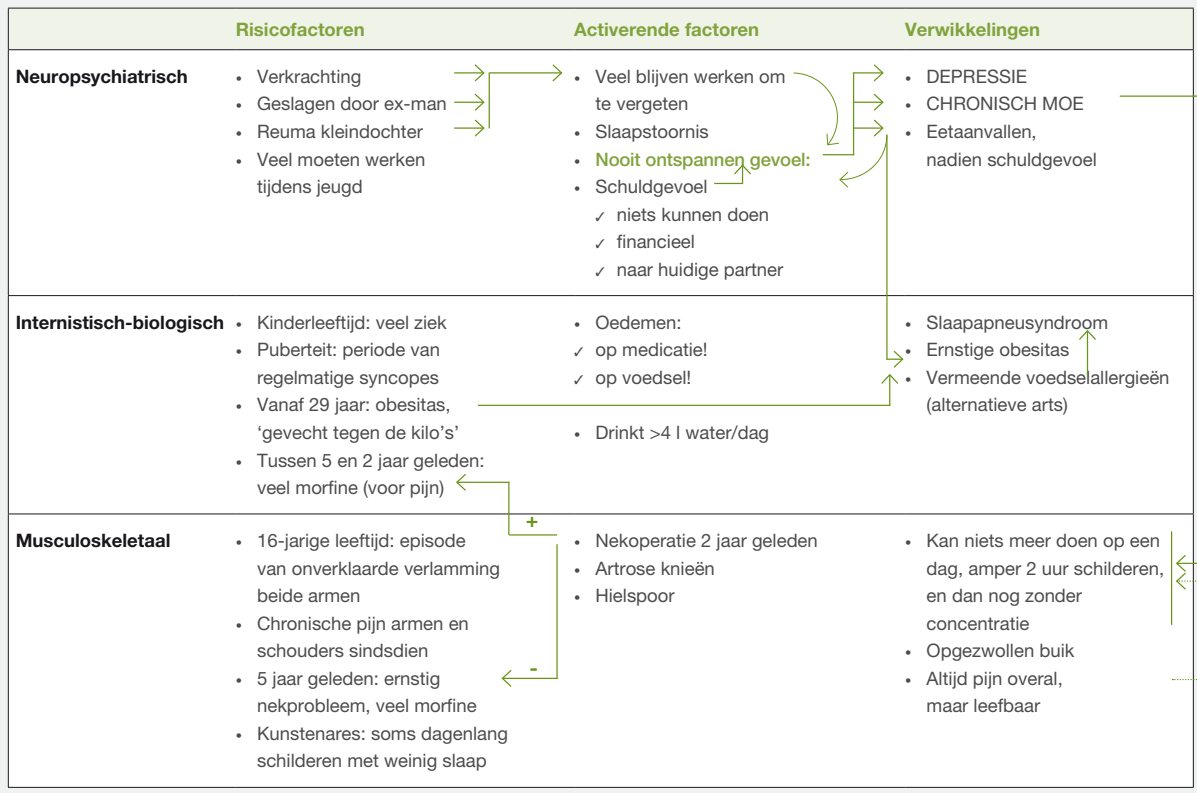 Risicofactoren
Activerende factoren
Verwikkelingen
Neuropsychiatrisch
• Verkrachting
• Geslagen door ex-man
• Reuma kleindochter
• Veel moeten werken
tijdens jeugd
• Veel blijven werken om
te vergeten
• Slaapstoornis
• Nooit ontspannen gevoel:
• Schuldgevoel
✓ niets kunnen doen
✓ financieel
✓ naar huidige partner
• DEPRESSIE
• CHRONISCH MOE
• Eetaanvallen,
nadien schuldgevoel
Internistisch-biologisch
• Kinderleeftijd: veel ziek
• Puberteit: periode van
regelmatige syncopes
• Vanaf 29 jaar: obesitas,
‘gevecht tegen de kilo’s’
• Tussen 5 en 2 jaar geleden:
veel morfine (voor pijn)
• Oedemen:
✓ op medicatie!
✓ op voedsel!
• Drinkt >4 l water/dag
• Slaapapneusyndroom
• Ernstige obesitas
• Vermeende voedselallergieën
(alternatieve arts)
+
Musculoskeletaal
• 16-jarige leeftijd: episode
van onverklaarde verlamming
beide armen
• Chronische pijn armen en
schouders sindsdien
• 5 jaar geleden: ernstig
nekprobleem, veel morfine
• Kunstenares: soms dagenlang
schilderen met weinig slaap
-
• Nekoperatie 2 jaar geleden
• Artrose knieën
• Hielspoor
• Kan niets meer doen op een
dag, amper 2 uur schilderen,
en dan nog zonder
concentratie
• Opgezwollen buik
• Altijd pijn overal,
maar leefbaar